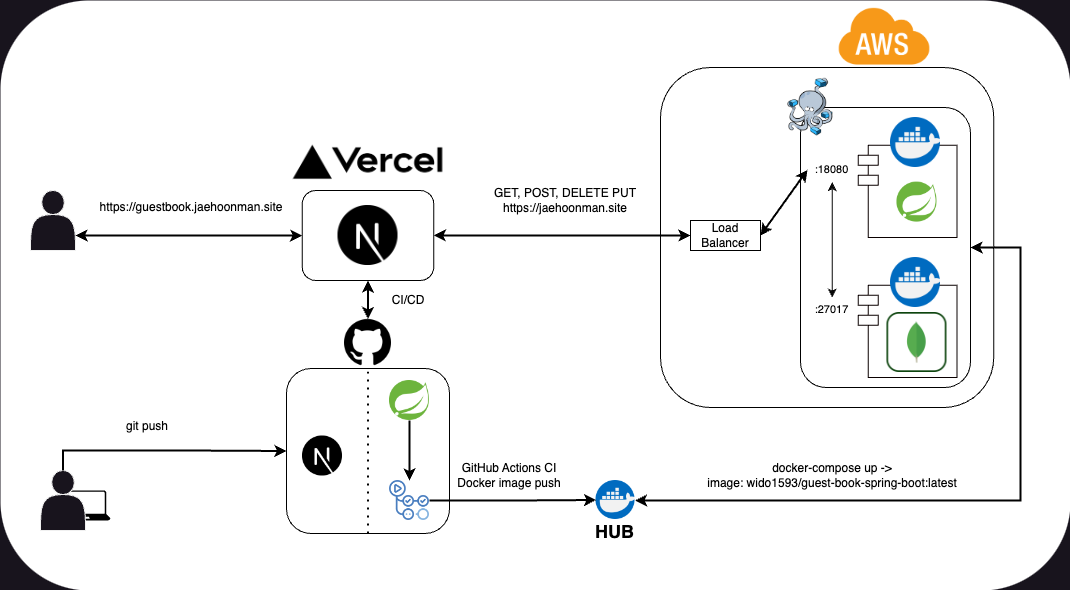 AWS
Vercel
https://guestbook.jaehoonman.site
N
GET, POST, DELETE PUT
https://jaehoonman.site
Load
Balancer
:18080
:27017
CI/CD
git push
N
GitHub Actions CI
Docker image push
HUB
docker-compose up ->
image: wido1593/guest-book-spring-boot:latest